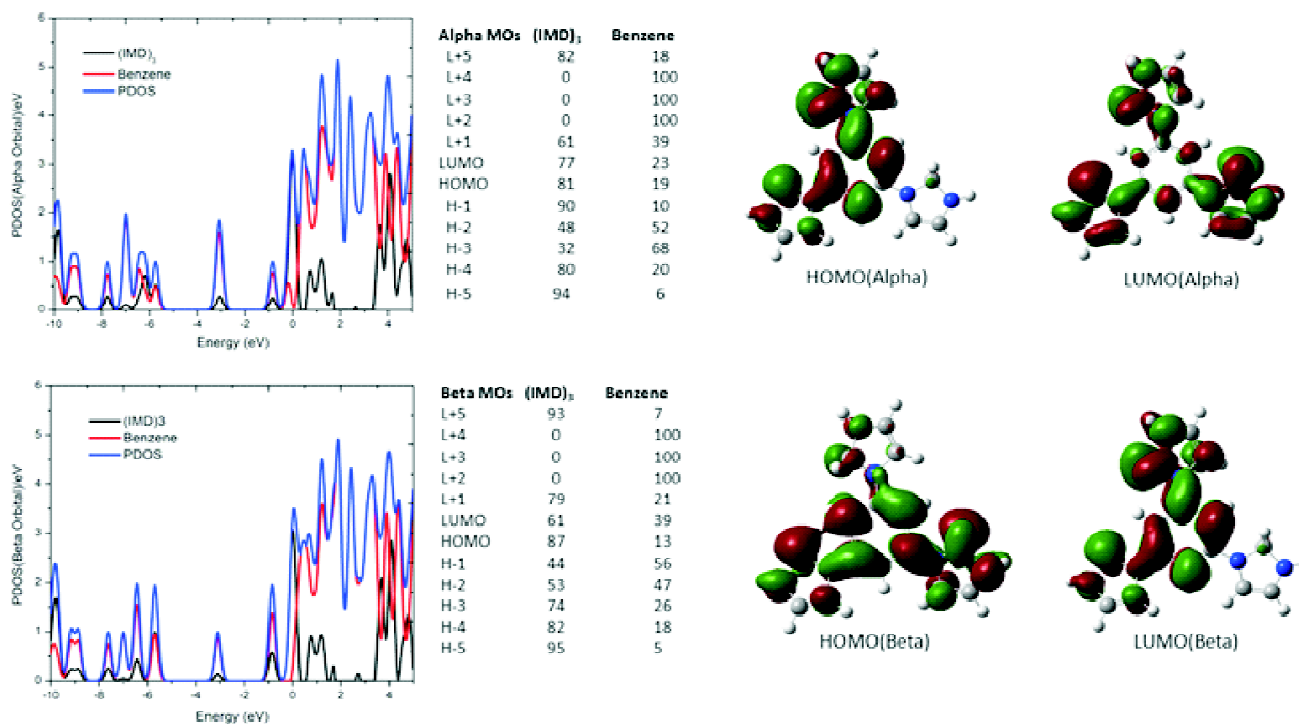 PDOS(Alpha Orbital)/eV
6
5
4
3
2
1
0
(IMD)3
Benzene
PDOS
-10 -8 -6 -4 -2 0 2 4
Energy (eV)
Alpha MOs (IMD)3 Benzene
L+5 82 18
L+4 0 100
L+3 0 100
L+2 0 100
L+1 61 39
LUMO 77 23
HOMO 81 19
H-1 90 10
H-2 48 52
H-3 32 68
H-4 80 20
H-5 94 6
HOMO(Alpha)
LUMO(Alpha)
PDOS(Beta Orbital)/eV
6
5
4
3
2
1
0
(IMD)3
Benzene
PDOS
-10 -8 -6 -4 -2 0 2 4
Energy (eV)
Beta MOs (IMD)3 Benzene
L+5 93 7
L+4 0 100
L+3 0 100
L+2 0 100
L+1 79 21
LUMO 61 39
HOMO 87 13
H-1 44 56
H-2 53 47
H-3 74 26
H-4 82 18
H-5 95 5
HOMO(Beta)
LUMO(Beta)